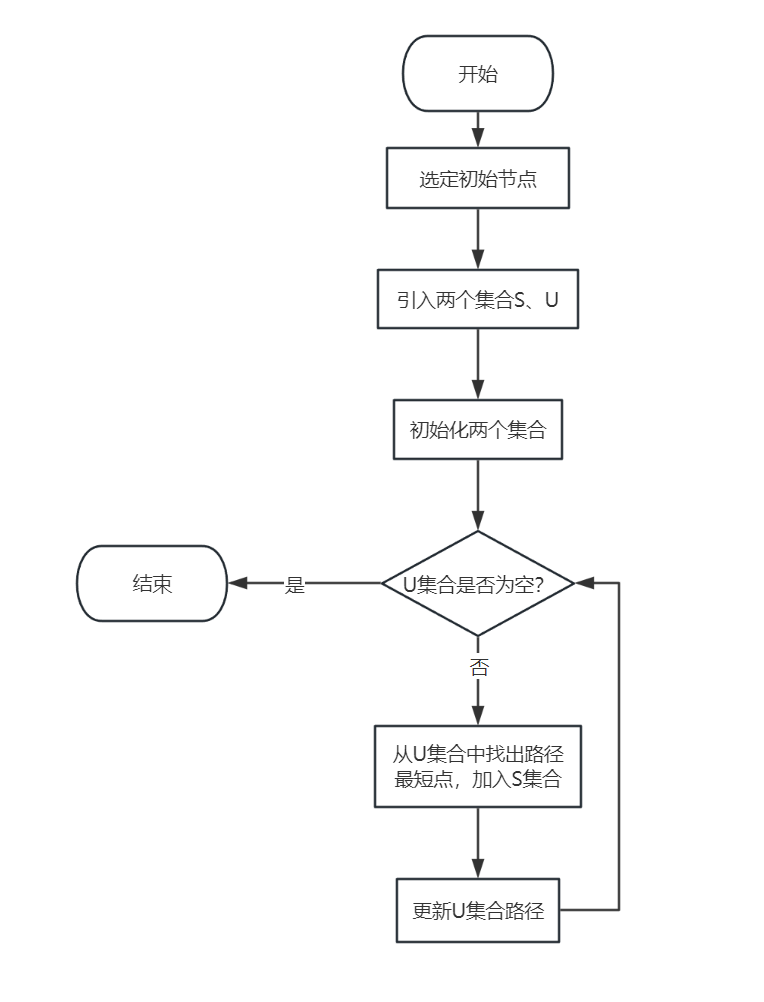 开始
选定初始节点
引入两个集合S、U
初始化两个集合
U集合是否为空？
是
结束
否
从U集合中找出路径
最短点，加入S集合
更新U集合路径